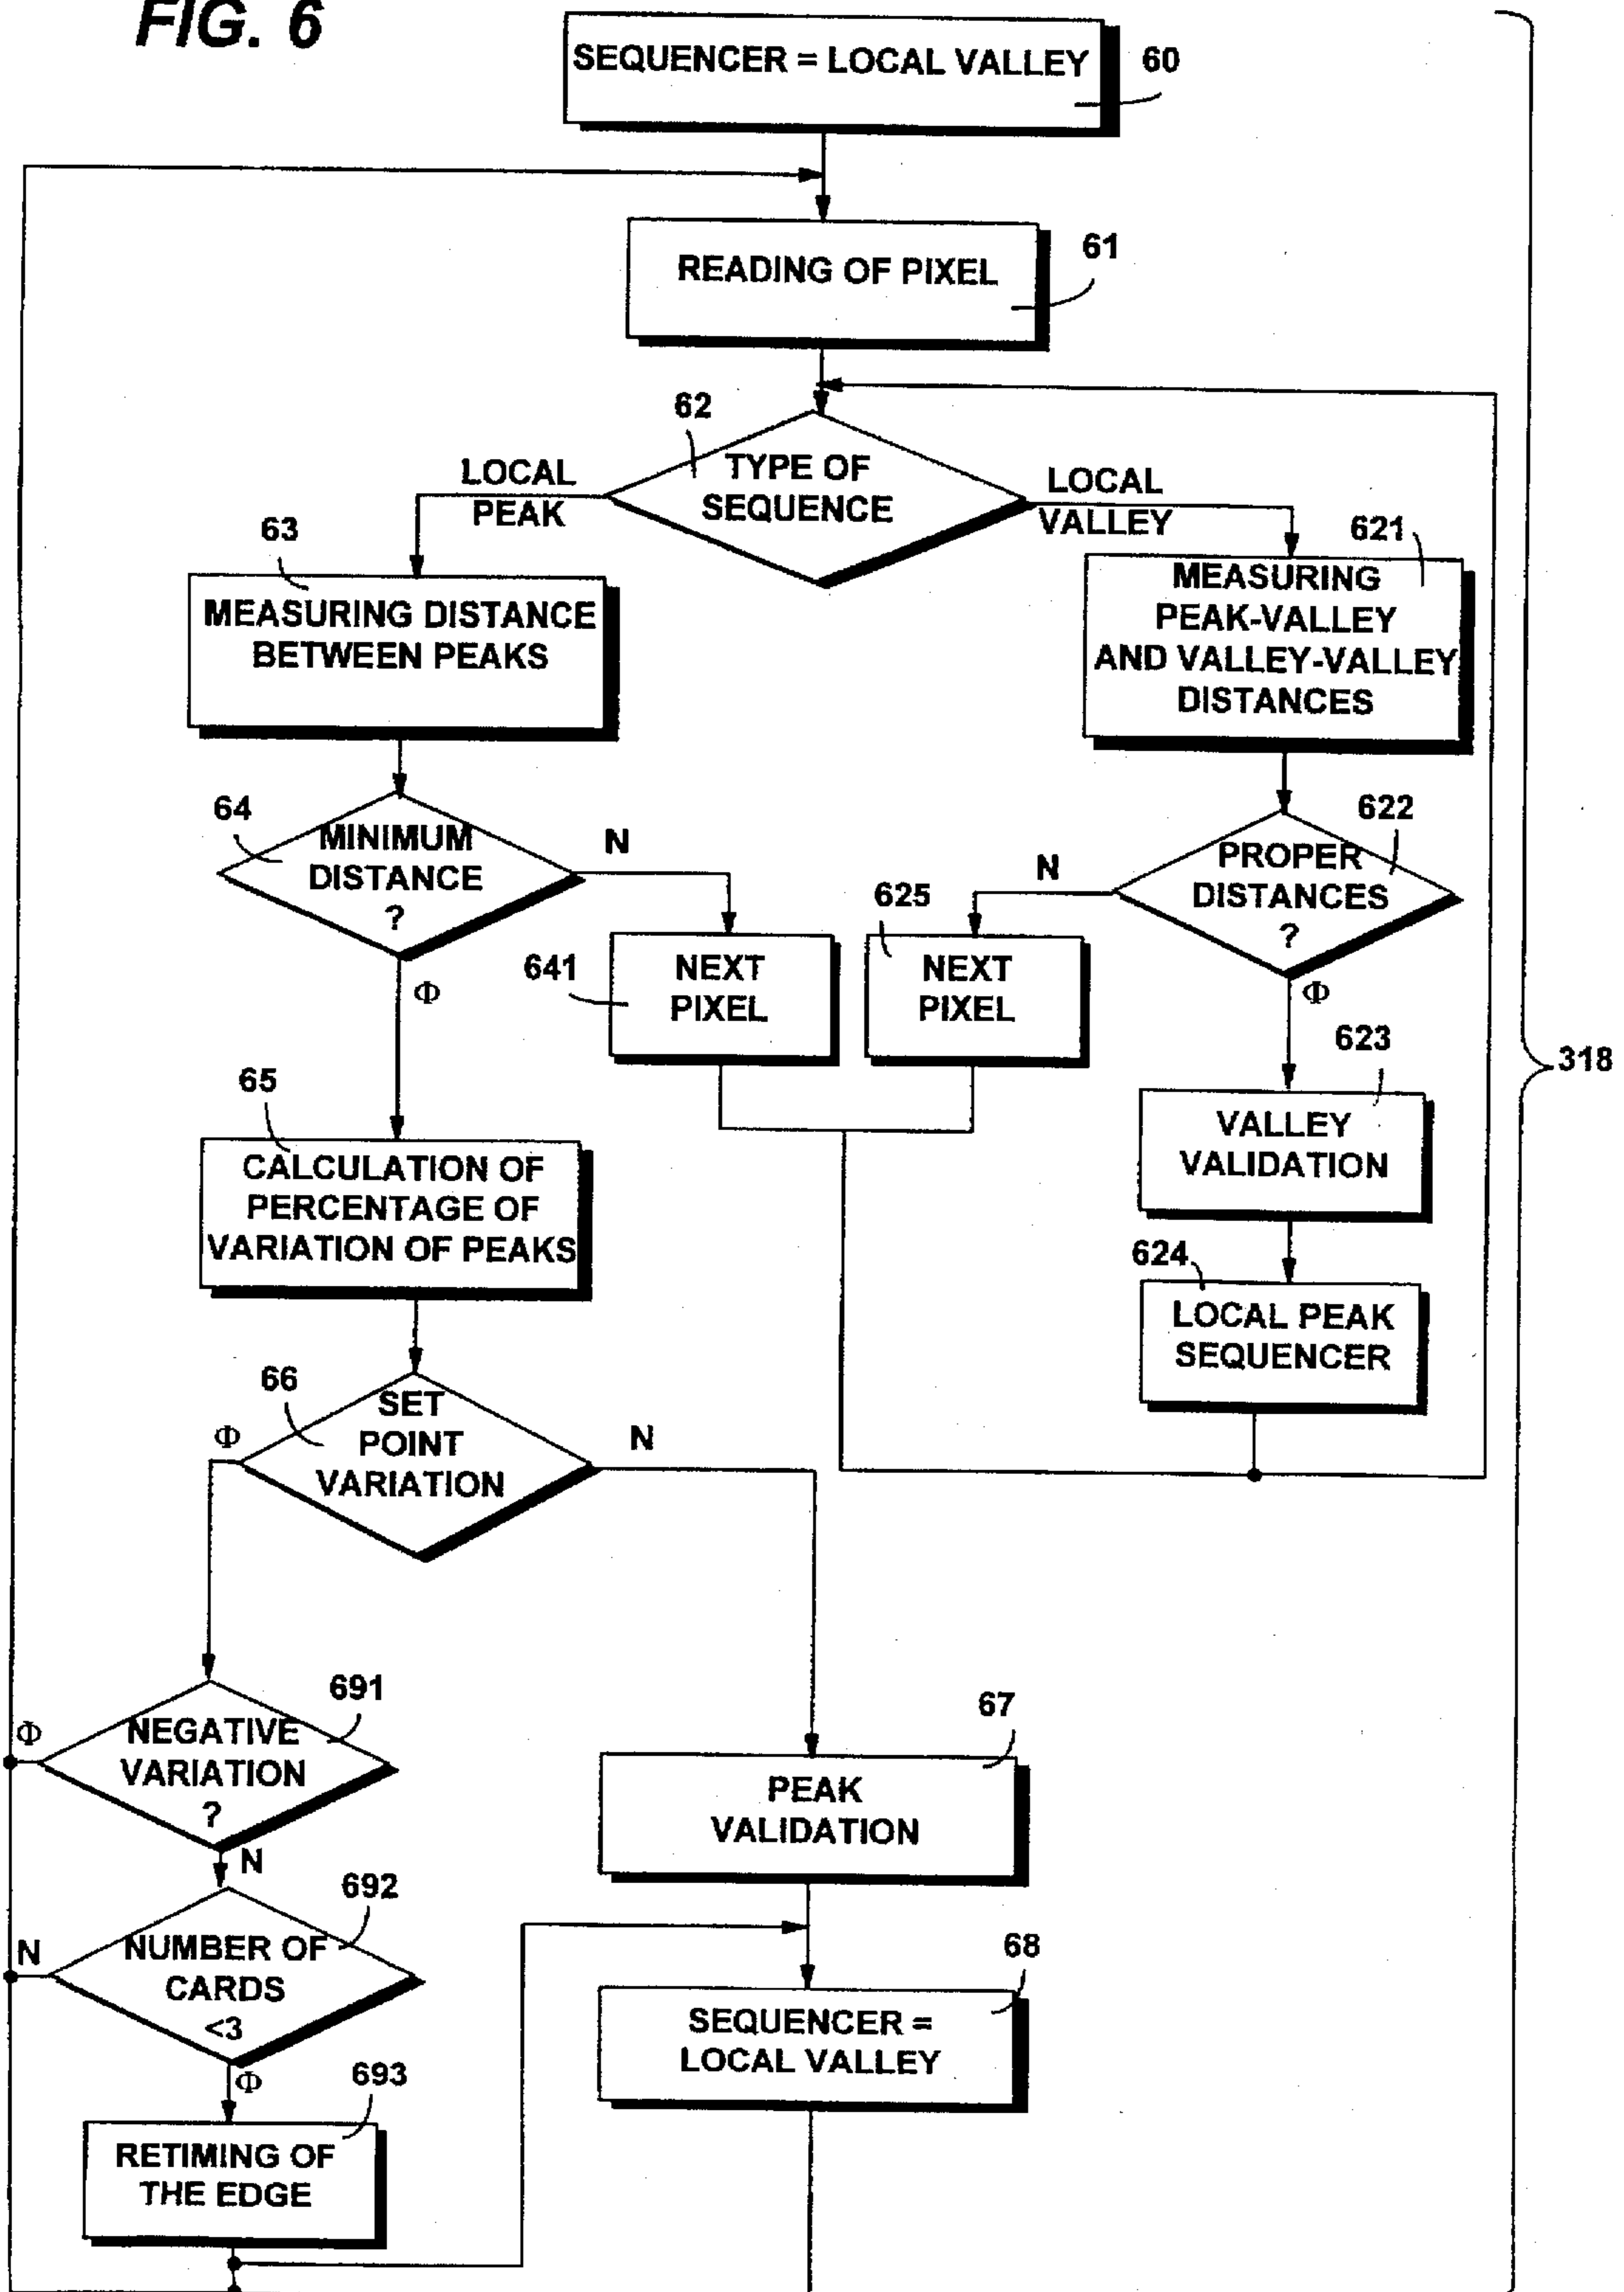 FIG. 6
SEQUENCER = LOCAL VALLEY
60
READING OF PIXEL
61
62
TYPE OF
SEQUENCE
LOCAL
PEAK
LOCAL
VALLEY
63
MEASURING DISTANCE
BETWEEN PEAKS
621
MEASURING
PEAK-VALLEY
AND VALLEY-VALLEY
DISTANCES
64
MINIMUM
DISTANCE
?
N
Φ
622
PROPER
DISTANCES
?
N
Φ
641
NEXT
PIXEL
625
NEXT
PIXEL
623
VALLEY
VALIDATION
318
65
CALCULATION OF
PERCENTAGE OF
VARIATION OF PEAKS
624
LOCAL PEAK
SEQUENCER
66
SET
POINT
VARIATION
Φ
N
691
NEGATIVE
VARIATION
?
Φ
N
67
PEAK
VALIDATION
692
NUMBER OF
CARDS
<3
N
Φ
68
SEQUENCER =
LOCAL VALLEY
693
RETIMING OF
THE EDGE